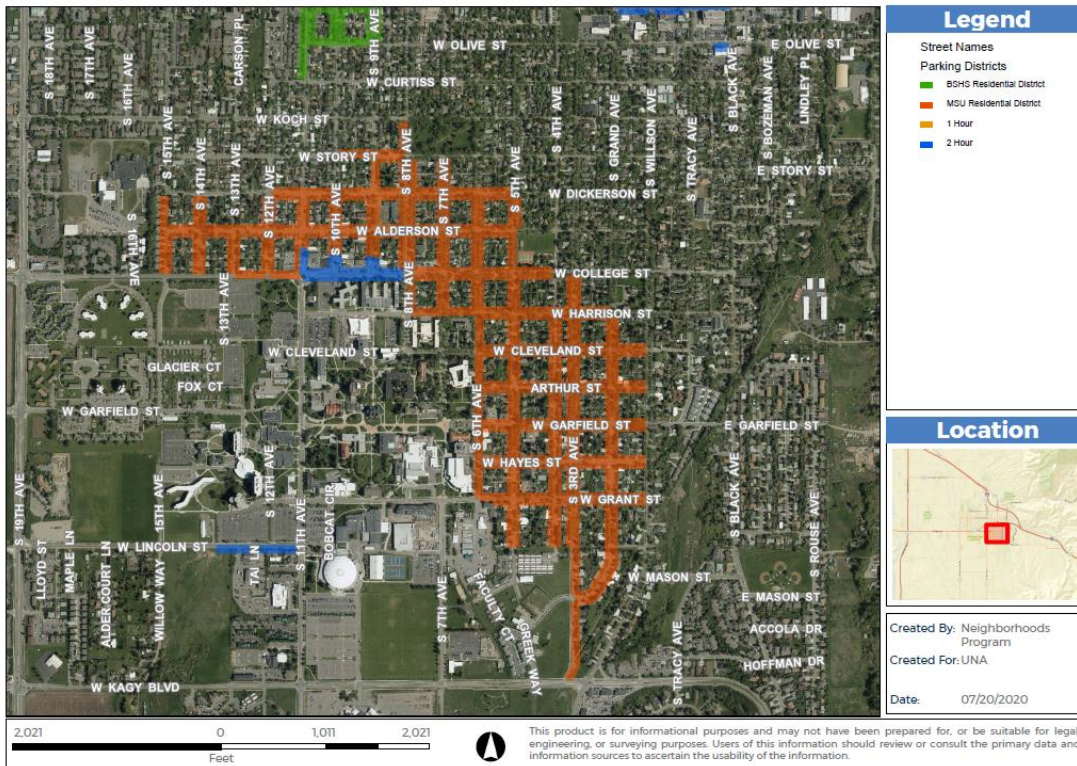 Legend
Street Names
Parking Districts
BSHS Residential District
MSU Residential District
1 Hour
2 Hour
Location
Created By: Neighborhoods
Program
Created For: UNA
Date: 07/20/2020
S 18TH AVE
S 17TH AVE
S 16TH AVE
CARSON PL
S 9TH AVE
W OLIVE ST
E OLIVE ST
W CURTISS ST
W KOCH ST
S 15TH AVE
S 14TH AVE
S 13TH AVE
S 12TH AVE
W STORY ST
S 10TH AVE
S 8TH AVE
S 7TH AVE
S 5TH AVE
S 4TH AVE
S GRAND AVE
S WILLSON AVE
S TRACY AVE
S BLACK AVE
S BOZEMAN AVE
LINDLEY PL
E STORY ST
W DICKERSON ST
W ALDERSON ST
S 16TH AVE
S 13TH AVE
S 8TH AVE
W COLLEGE ST
W HARRISON ST
W CLEVELAND ST
W CLEVELAND ST
GLACIER CT
FOX CT
ARTHUR ST
W GARFIELD ST
S 6TH AVE
W GARFIELD ST
E GARFIELD ST
W HAYES ST
S 3RD AVE
W GRANT ST
S 19TH AVE
S 15TH AVE
S 12TH AVE
S 11TH AVE
BOBCAT CIR
S BLACK AVE
S ROUSE AVE
W LINCOLN ST
LLOYD ST
MAPLE LN
ALDER COURT LN
WILLOW WAY
TAI LN
S 7TH AVE
FACULTY CT
GREEK WAY
W MASON ST
E MASON ST
ACCOLA DR
HOFFMAN DR
S TRACY AVE
W KAGY BLVD
2,021
0
1,011
2,021
Feet
This product is for informational purposes and may not have been prepared for, or be suitable for legal,
engineering, or surveying purposes. Users of this information should review or consult the primary data and
information sources to ascertain the usability of the information.